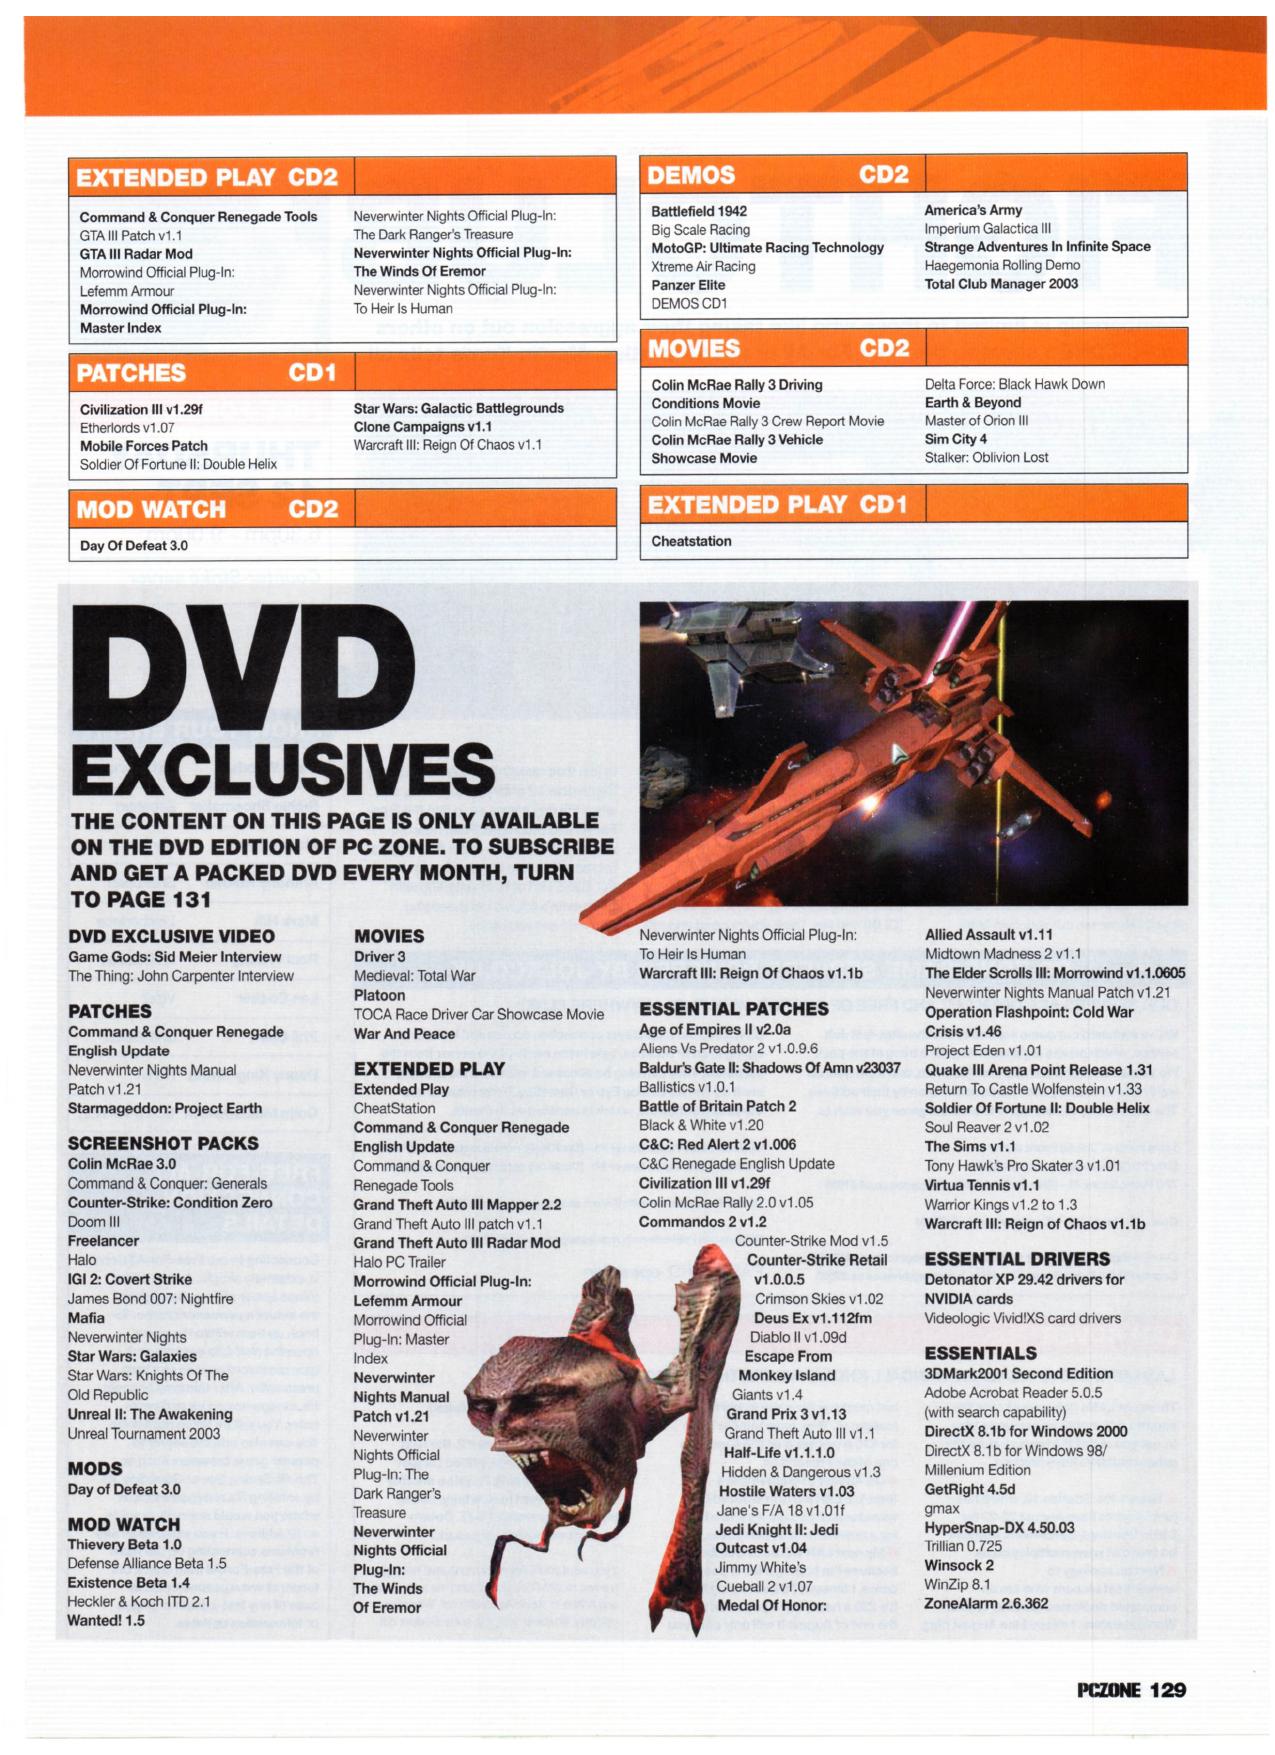 EXTENDED PLAY CD2
Command & Conquer Renegade Tools
GTA III Patch v1.1
GTA III Radar Mod
Morrowind Official Plug-In:
Lefemm Armour
Morrowind Official Plug-In:
Master Index
Neverwinter Nights Official Plug-In:
The Dark Ranger's Treasure
Neverwinter Nights Official Plug-In:
The Winds Of Eremor
Neverwinter Nights Official Plug-In:
To Heir Is Human
PATCHES CD1
Civilization III v1.29f
Etherlords v1.07
Mobile Forces Patch
Soldier Of Fortune II: Double Helix
Star Wars: Galactic Battlegrounds
Clone Campaigns v1.1
Warcraft III: Reign Of Chaos v1.1
MOD WATCH CD2
Day Of Defeat 3.0
DEMOS CD2
Battlefield 1942
Big Scale Racing
MotoGP: Ultimate Racing Technology
Xtreme Air Racing
Panzer Elite
DEMOS CD1
America's Army
Imperium Galactica III
Strange Adventures In Infinite Space
Haegemonia Rolling Demo
Total Club Manager 2003
MOVIES CD2
Colin McRae Rally 3 Driving
Conditions Movie
Colin McRae Rally 3 Crew Report Movie
Colin McRae Rally 3 Vehicle
Showcase Movie
Delta Force: Black Hawk Down
Earth & Beyond
Master of Orion III
Sim City 4
Stalker: Oblivion Lost
EXTENDED PLAY CD1
Cheatstation
DVD
EXCLUSIVES
THE CONTENT ON THIS PAGE IS ONLY AVAILABLE
ON THE DVD EDITION OF PC ZONE. TO SUBSCRIBE
AND GET A PACKED DVD EVERY MONTH, TURN
TO PAGE 131
DVD EXCLUSIVE VIDEO
Game Gods: Sid Meier Interview
The Thing: John Carpenter Interview
PATCHES
Command & Conquer Renegade
English Update
Neverwinter Nights Manual
Patch v1.21
Starmageddon: Project Earth
SCREENSHOT PACKS
Colin McRae 3.0
Command & Conquer: Generals
Counter-Strike: Condition Zero
Doom III
Freelancer
Halo
IGI 2: Covert Strike
James Bond 007: Nightfire
Mafia
Neverwinter Nights
Star Wars: Galaxies
Star Wars: Knights Of The
Old Republic
Unreal II: The Awakening
Unreal Tournament 2003
MODS
Day of Defeat 3.0
MOD WATCH
Thievery Beta 1.0
Defense Alliance Beta 1.5
Existence Beta 1.4
Heckler & Koch ITD 2.1
Wanted! 1.5
MOVIES
Driver 3
Medieval: Total War
Platoon
TOCA Race Driver Car Showcase Movie
War And Peace
EXTENDED PLAY
Extended Play
CheatStation
Command & Conquer Renegade
English Update
Command & Conquer
Renegade Tools
Grand Theft Auto III Mapper 2.2
Grand Theft Auto III patch v1.1
Grand Theft Auto III Radar Mod
Halo PC Trailer
Morrowind Official Plug-In:
Lefemm Armour
Morrowind Official
Plug-In: Master
Index
Neverwinter
Nights Manual
Patch v1.21
Neverwinter
Nights Official
Plug-In: The
Dark Ranger's
Treasure
Neverwinter
Nights Official
Plug-In:
The Winds
Of Eremor
Neverwinter Nights Official Plug-In:
To Heir Is Human
Warcraft III: Reign Of Chaos v1.1b
ESSENTIAL PATCHES
Age of Empires II v2.0a
Aliens Vs Predator 2 v1.0.9.6
Baldur's Gate II: Shadows Of Amn v23037
Ballistics v1.0.1
Battle of Britain Patch 2
Black & White v1.20
C&C: Red Alert 2 v1.006
C&C Renegade English Update
Civilization III v1.29f
Colin McRae Rally 2.0 v1.05
Commandos 2 v1.2
Counter-Strike Mod v1.5
Counter-Strike Retail
v1.0.0.5
Crimson Skies v1.02
Deus Ex v1.112fm
Diablo II v1.09d
Escape From
Monkey Island
Giants v1.4
Grand Prix 3 v1.13
Grand Theft Auto III v1.1
Half-Life v1.1.1.0
Hidden & Dangerous v1.3
Hostile Waters v1.03
Jane's F/A 18 v1.01f
Jedi Knight II: Jedi
Outcast v1.04
Jimmy White's
Cueball 2 v1.07
Medal Of Honor:
Allied Assault v1.11
Midtown Madness 2 v1.1
The Elder Scrolls III: Morrowind v1.1.0605
Neverwinter Nights Manual Patch v1.21
Operation Flashpoint: Cold War
Crisis v1.46
Project Eden v1.01
Quake III Arena Point Release 1.31
Return To Castle Wolfenstein v1.33
Soldier Of Fortune II: Double Helix
Soul Reaver 2 v1.02
The Sims v1.1
Tony Hawk's Pro Skater 3 v1.01
Virtua Tennis v1.1
Warrior Kings v1.2 to 1.3
Warcraft III: Reign of Chaos v1.1b
ESSENTIAL DRIVERS
Detonator XP 29.42 drivers for
NVIDIA cards
Videologic Vivid!XS card drivers
ESSENTIALS
3DMark2001 Second Edition
Adobe Acrobat Reader 5.0.5
(with search capability)
DirectX 8.1b for Windows 2000
DirectX 8.1b for Windows 98/
Millenium Edition
GetRight 4.5d
gmax
HyperSnap-DX 4.50.03
Trillian 0.725
Winsock 2
WinZip 8.1
ZoneAlarm 2.6.362
PCZONE 129